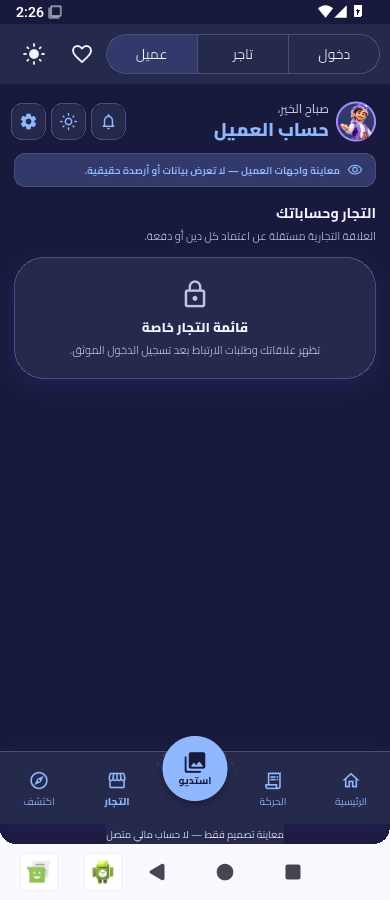 2:26
دخول
تاجر
عميل
صباح الخير،
حساب العميل
معاينة واجهات العميل — لا تعرض بيانات أو أرصدة حقيقية.
التجار وحساباتك
العلاقة التجارية مستقلة عن اعتماد كل دين أو دفعة.
قائمة التجار خاصة
تظهر علاقاتك وطلبات الارتباط بعد تسجيل الدخول الموثق.
الرئيسية
الحركة
استديو
التجار
اكتشف
معاينة تصميم فقط — لا حساب مالي متصل